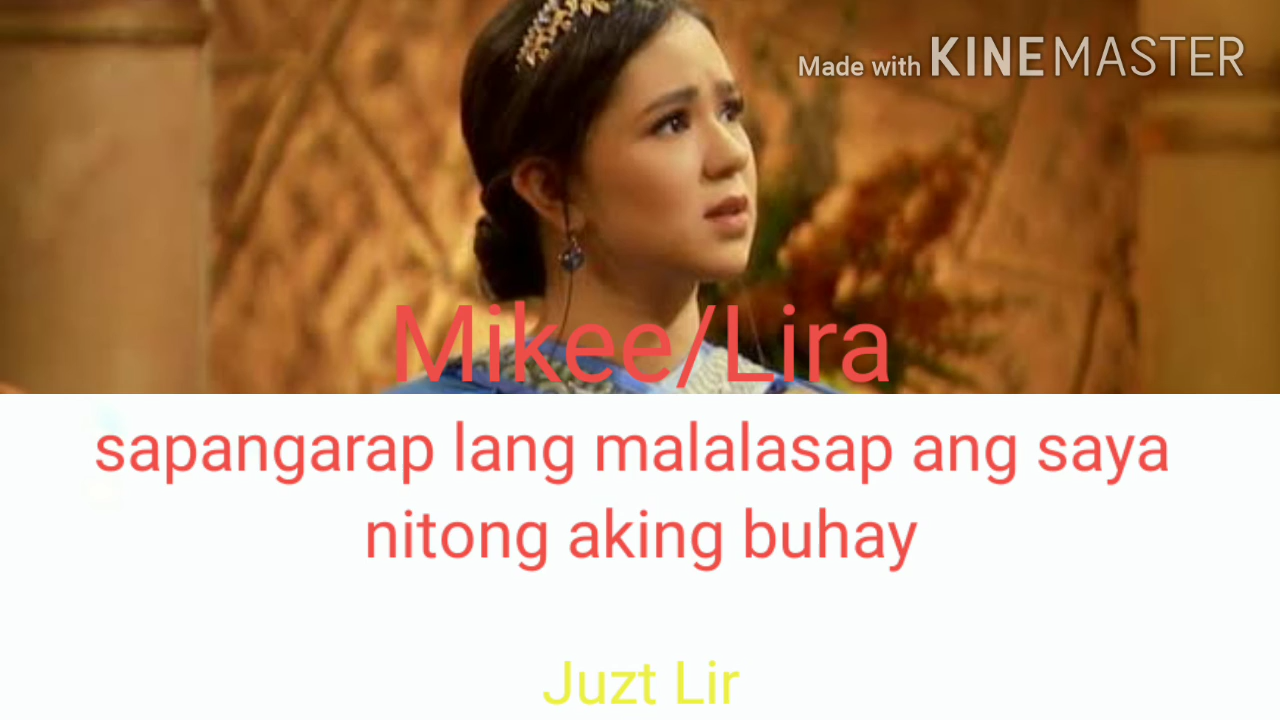 Made with KINEMASTER
Mikee/Lira
sapangarap lang malalasap ang saya
nitong aking buhay
Juzt Lir